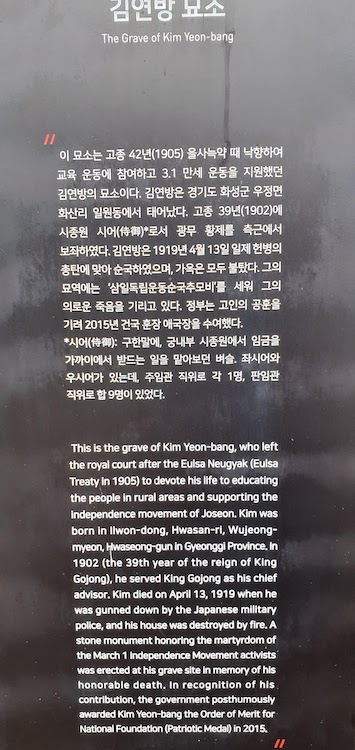 김연방 묘소
The Grave of Kim Yeon-bang
"
이 묘소는 고종 42년(1905) 을사늑약 때 낙향하여
교육 운동에 참여하고 3.1 만세 운동을 지원했던
김연방의 묘소이다. 김연방은 경기도 화성군 우정면
화산리 일원동에서 태어났다. 고종 39년(1902)에
시종원 시어(侍御)*로서 광무 황제를 측근에서
보좌하였다. 김연방은 1919년 4월 13일 일제 헌병의
총탄에 맞아 순국하였으며, 가옥은 모두 불탔다. 그의
묘역에는 '삼일독립운동순국추모비'를 세워 그의
의로운 죽음을 기리고 있다. 정부는 고인의 공훈을
기려 2015년 건국 훈장 애국장을 수여했다.
*시어(侍御): 구한말에, 궁내부 시종원에서 임금을
가까이에서 받드는 일을 맡아보던 벼슬. 좌시어와
우시어가 있는데, 주임관 직위로 각 1명, 판임관
직위로 합 9명이 있었다.
This is the grave of Kim Yeon-bang, who left
the royal court after the Eulsa Neugyak (Eulsa
Treaty in 1905) to devote his life to educating
the people in rural areas and supporting the
independence movement of Joseon. Kim was
born in Ilwon-dong, Hwasan-ri, Wujeong-
myeon, Hwaseong-gun in Gyeonggi Province. In
1902 (the 39th year of the reign of King
Gojong), he served King Gojong as his chief
advisor. Kim died on April 13, 1919 when he
was gunned down by the Japanese military
police, and his house was destroyed by fire. A
stone monument honoring the martyrdom of
the March 1 Independence Movement activists
was erected at his grave site in memory of his
honorable death. In recognition of his
contribution, the government posthumously
awarded Kim Yeon-bang the Order of Merit for
National Foundation (Patriotic Medal) in 2015.
"